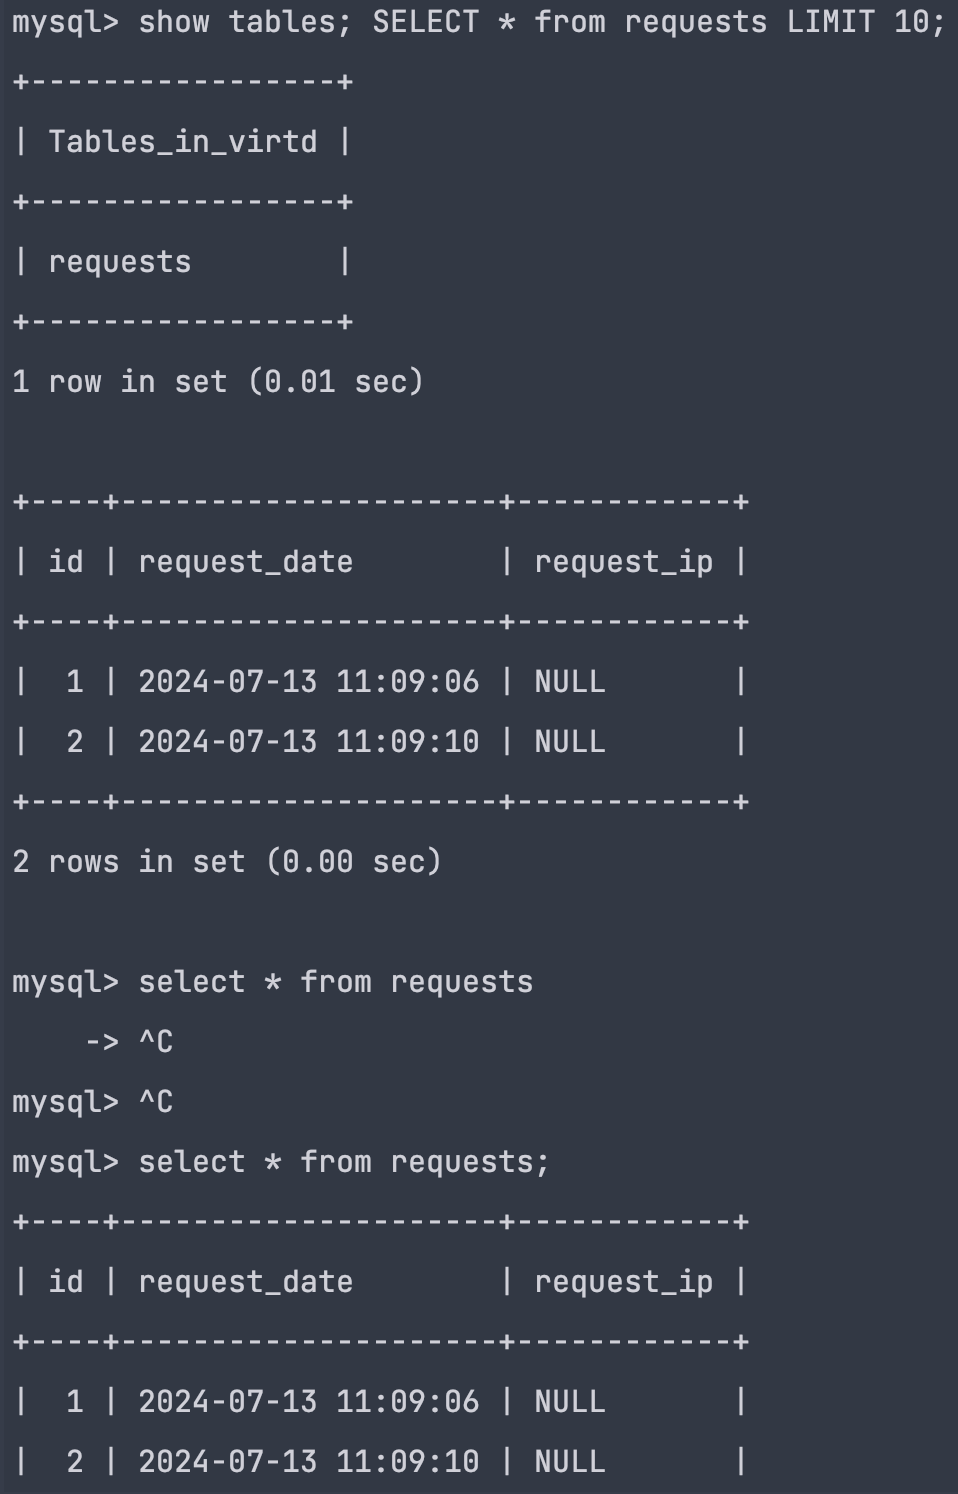 mysql> show tables; SELECT * from requests LIMIT 10;
+-----------------+
| Tables_in_virtd |
+-----------------+
| requests        |
+-----------------+
1 row in set (0.01 sec)

+----+---------------------+------------+
| id | request_date        | request_ip |
+----+---------------------+------------+
|  1 | 2024-07-13 11:09:06 | NULL       |
|  2 | 2024-07-13 11:09:10 | NULL       |
+----+---------------------+------------+
2 rows in set (0.00 sec)

mysql> select * from requests
    -> ^C
mysql> ^C
mysql> select * from requests;
+----+---------------------+------------+
| id | request_date        | request_ip |
+----+---------------------+------------+
|  1 | 2024-07-13 11:09:06 | NULL       |
|  2 | 2024-07-13 11:09:10 | NULL       |